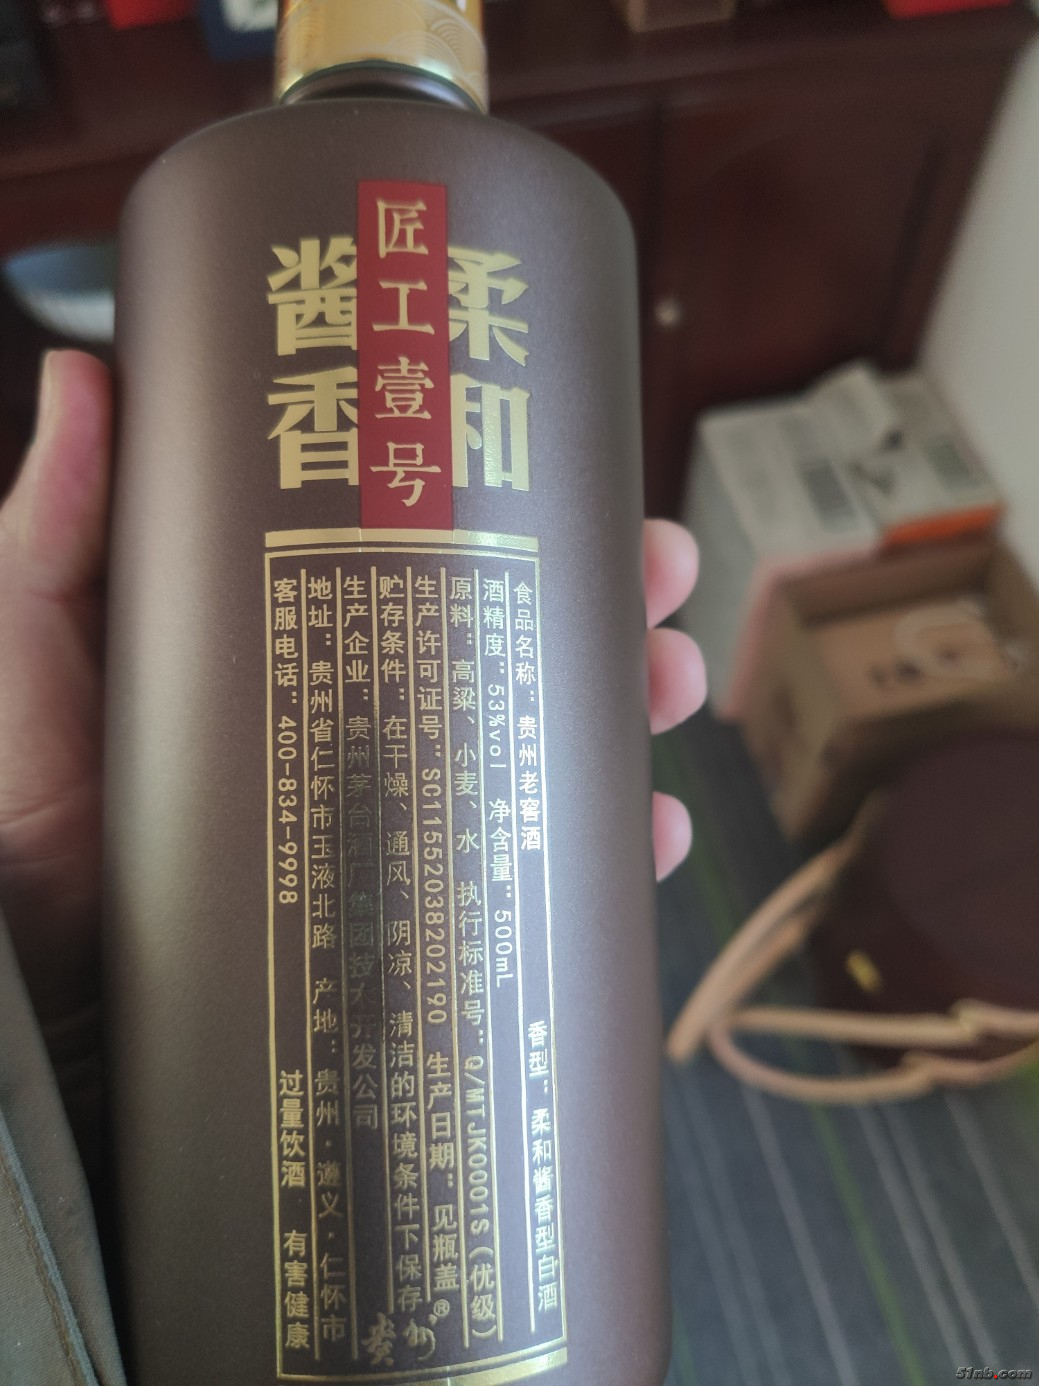 匠工壹号
柔和
酱香
食品名称：贵州老窖酒 香型：柔和酱香型白酒
酒精度：53%vol 净含量：500mL
原料：高粱、小麦、水 执行标准号：Q/MTJK0001S（优级）
生产许可证号：SC11552038202190 生产日期：见瓶盖
贮存条件：在干燥、通风、阴凉、清洁的环境条件下保存
生产企业：贵州茅台酒厂集团技术开发公司
地址：贵州省仁怀市玉液北路 产地：贵州·遵义·仁怀市
客服电话：400-834-9998 过量饮酒 有害健康
贵州®
51nb.com